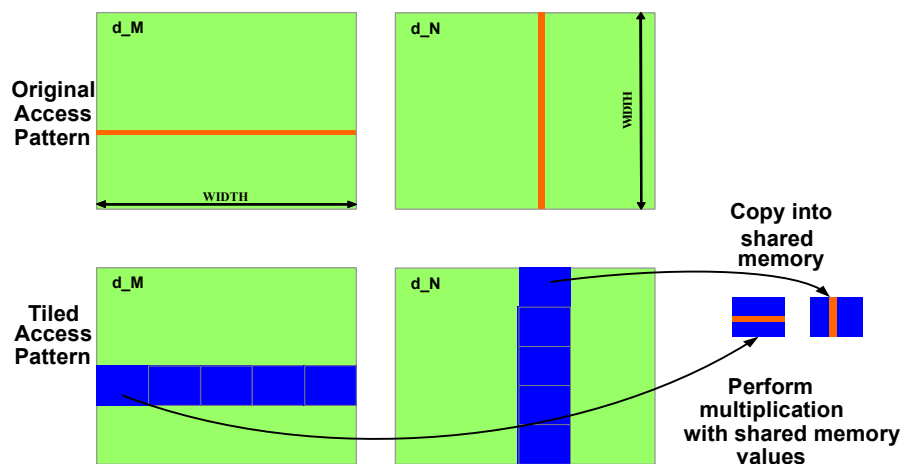 d_M
d_N
Original
Access
Pattern
WIDTH
WIDTH
Copy into
shared
memory
d_M
d_N
Tiled
Access
Pattern
Perform
multiplication
with shared memory
values